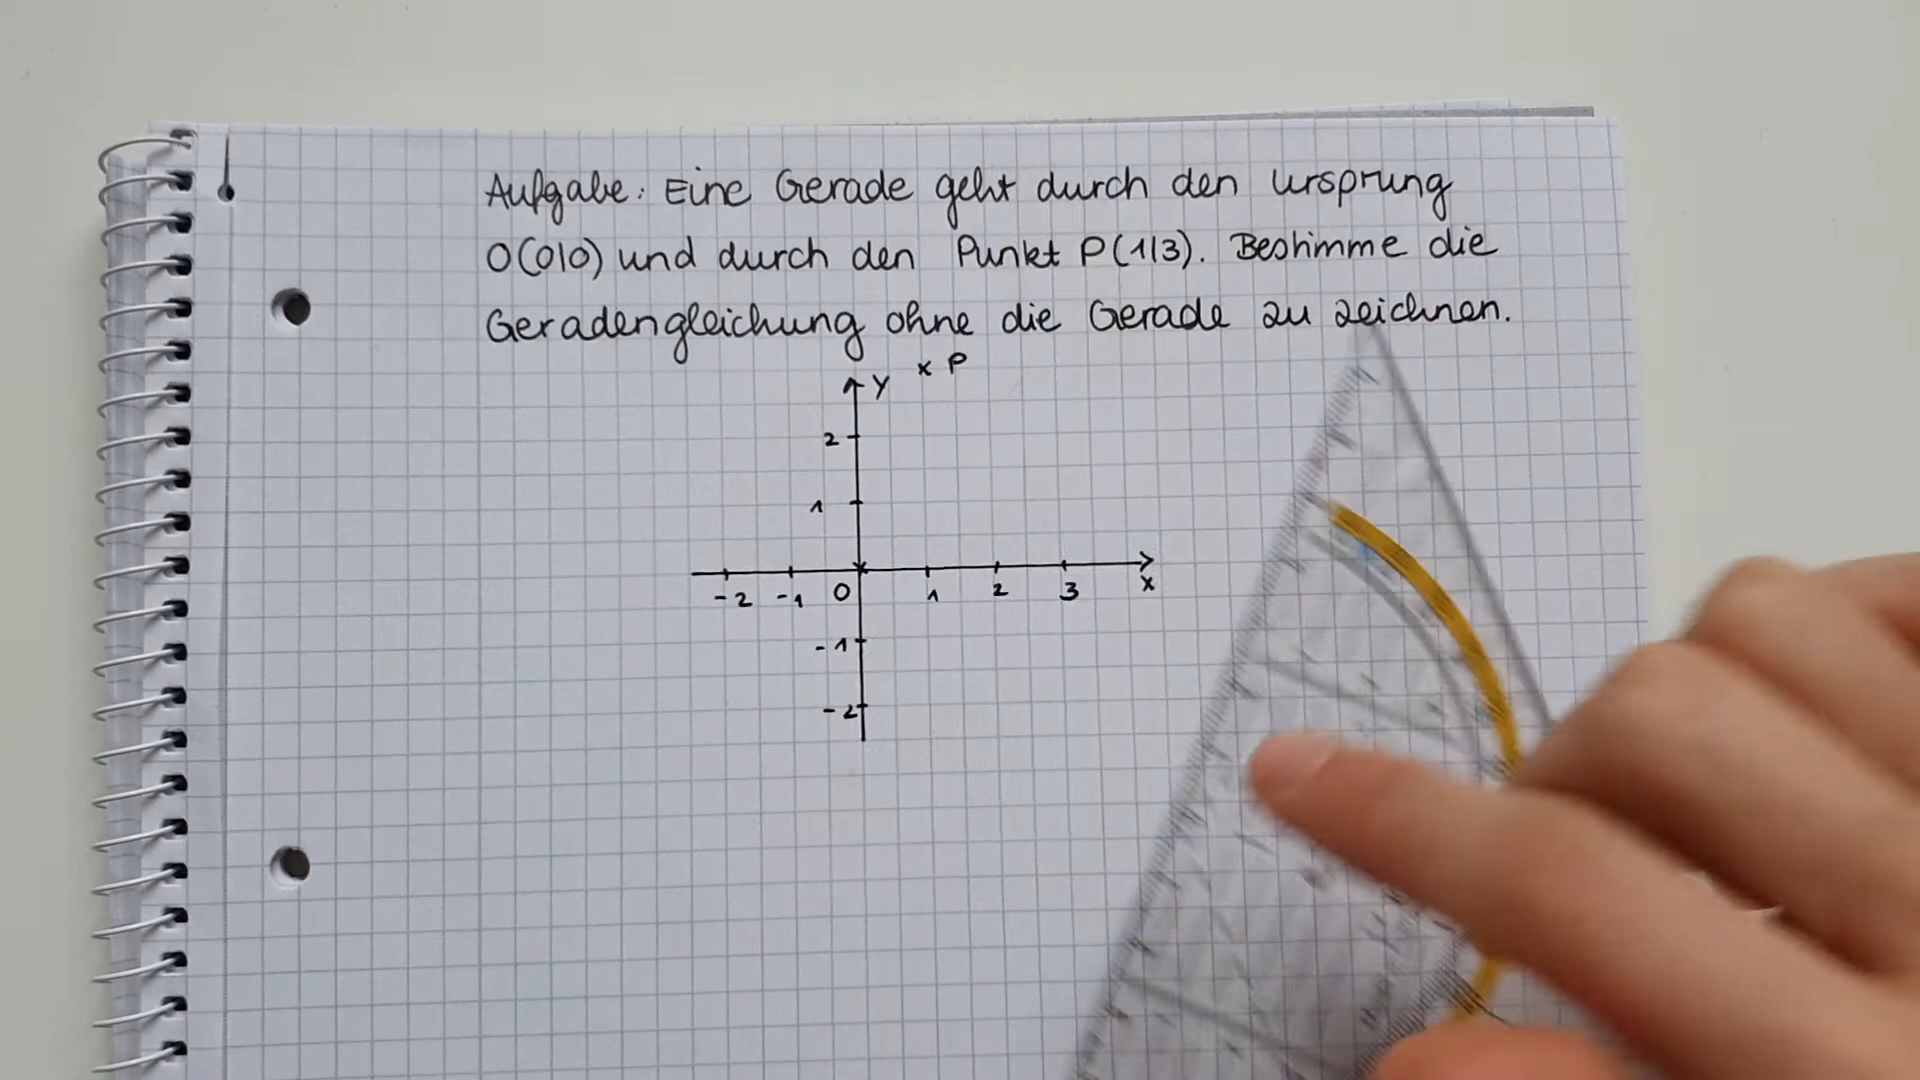 Aufgabe: Eine Gerade geht durch den Ursprung
O(0|0) und durch den Punkt P(1|3). Bestimme die
Geradengleichung ohne die Gerade zu zeichnen.
x P
y
2
1
-2 -1 0 1 2 3 x
-1
-2